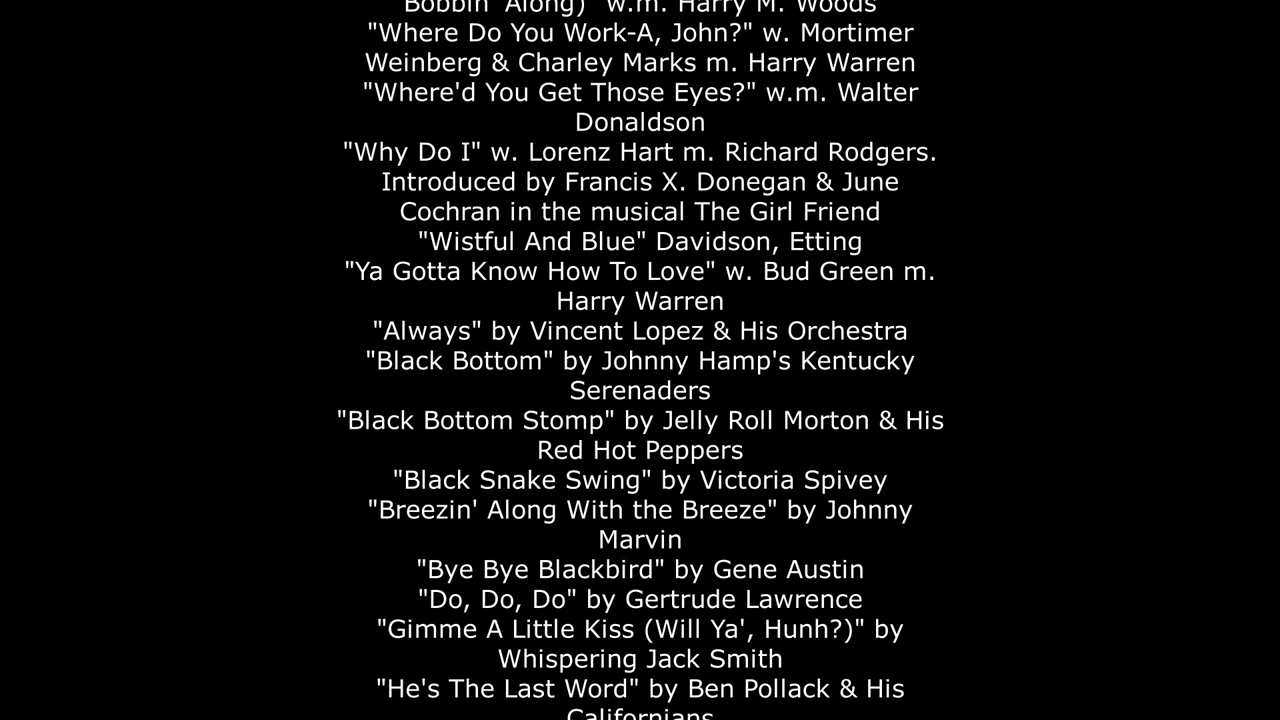 Bobbin' Along)" w.m. Harry M. Woods
"Where Do You Work-A, John?" w. Mortimer
Weinberg & Charley Marks m. Harry Warren
"Where'd You Get Those Eyes?" w.m. Walter
Donaldson
"Why Do I" w. Lorenz Hart m. Richard Rodgers.
Introduced by Francis X. Donegan & June
Cochran in the musical The Girl Friend
"Wistful And Blue" Davidson, Etting
"Ya Gotta Know How To Love" w. Bud Green m.
Harry Warren
"Always" by Vincent Lopez & His Orchestra
"Black Bottom" by Johnny Hamp's Kentucky
Serenaders
"Black Bottom Stomp" by Jelly Roll Morton & His
Red Hot Peppers
"Black Snake Swing" by Victoria Spivey
"Breezin' Along With the Breeze" by Johnny
Marvin
"Bye Bye Blackbird" by Gene Austin
"Do, Do, Do" by Gertrude Lawrence
"Gimme A Little Kiss (Will Ya', Hunh?)" by
Whispering Jack Smith
"He's The Last Word" by Ben Pollack & His
Californians